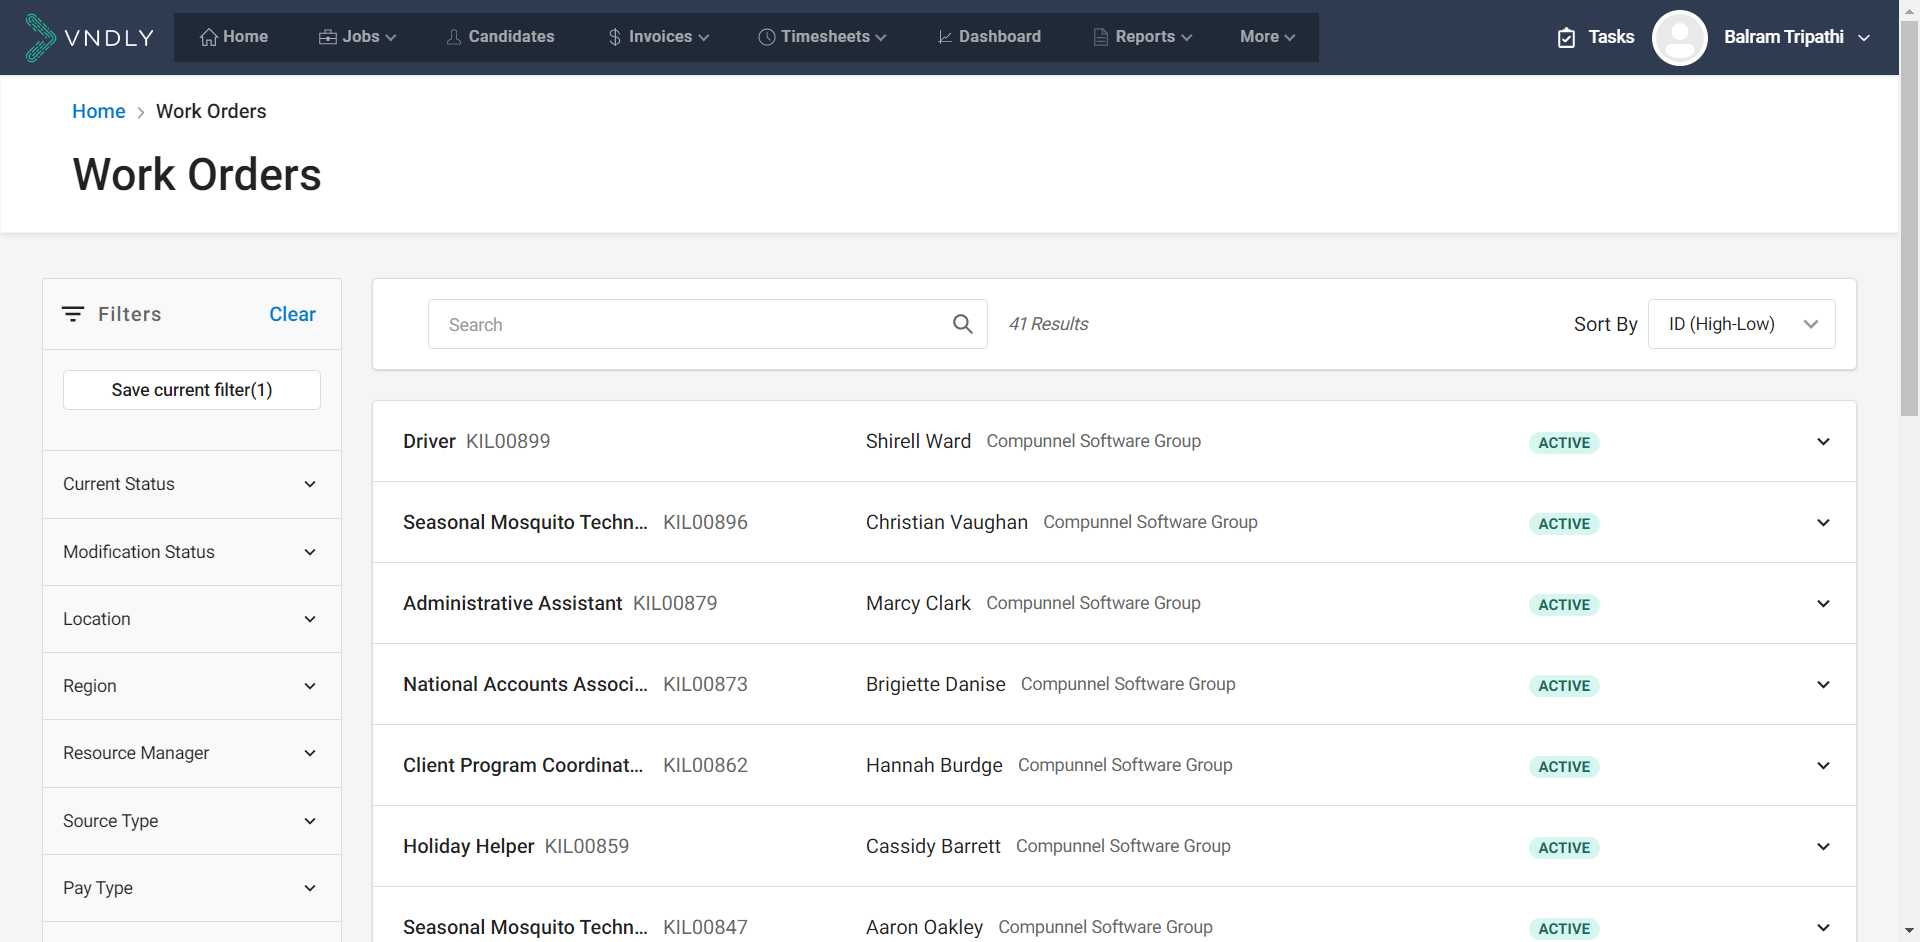 VNDLY Home Jobs Candidates Invoices Timesheets Dashboard Reports More Tasks Balram Tripathi
Home Work Orders
Work Orders
Filters Clear
Save current filter(1)
Current Status
Modification Status
Location
Region
Resource Manager
Source Type
Pay Type
Search 41 Results Sort By ID (High-Low)
Driver KIL00899 Shirell Ward Compunnel Software Group ACTIVE
Seasonal Mosquito Techn... KIL00896 Christian Vaughan Compunnel Software Group ACTIVE
Administrative Assistant KIL00879 Marcy Clark Compunnel Software Group ACTIVE
National Accounts Associ... KIL00873 Brigiette Danise Compunnel Software Group ACTIVE
Client Program Coordinat... KIL00862 Hannah Burdge Compunnel Software Group ACTIVE
Holiday Helper KIL00859 Cassidy Barrett Compunnel Software Group ACTIVE
Seasonal Mosquito Techn... KIL00847 Aaron Oakley Compunnel Software Group ACTIVE